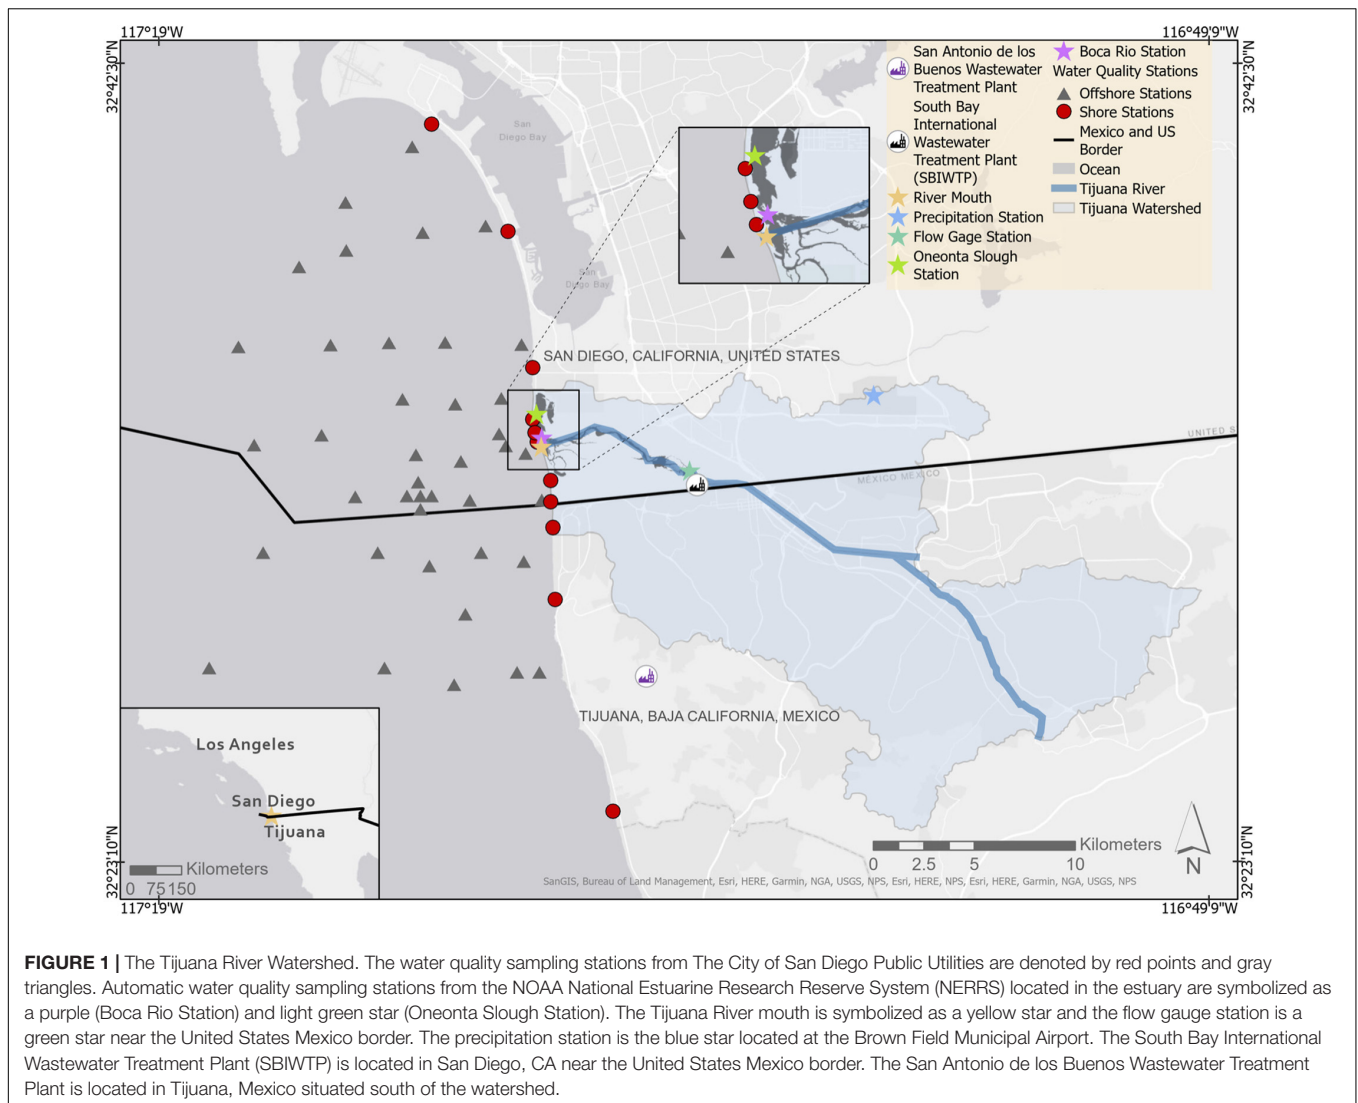 117°19'W
116°49'9"W
32°42'30"N
32°42'30"N
San Antonio de los
Buenos Wastewater
Treatment Plant
South Bay
International
Wastewater
Treatment Plant
(SBIWTP)
River Mouth
Precipitation Station
Flow Gage Station
Oneonta Slough
Station
Boca Rio Station
Water Quality Stations
Offshore Stations
Shore Stations
Mexico and US
Border
Ocean
Tijuana River
Tijuana Watershed
San
Diego Bay
San
Diego Bay
SAN DIEGO, CALIFORNIA, UNITED STATES
UNITED S
MÉXICO MEXICO
TIJUANA, BAJA CALIFORNIA, MEXICO
Los Angeles
San Diego
Tijuana
Kilometers
0 75 150
Kilometers
0 2.5 5 10
N
SanGIS, Bureau of Land Management, Esri, HERE, Garmin, NGA, USGS, NPS, Esri, HERE, NPS, Esri, HERE, Garmin, NGA, USGS, NPS
32°23'10"N
32°23'10"N
117°19'W
116°49'9"W
FIGURE 1 | The Tijuana River Watershed. The water quality sampling stations from The City of San Diego Public Utilities are denoted by red points and gray
triangles. Automatic water quality sampling stations from the NOAA National Estuarine Research Reserve System (NERRS) located in the estuary are symbolized as
a purple (Boca Rio Station) and light green star (Oneonta Slough Station). The Tijuana River mouth is symbolized as a yellow star and the flow gauge station is a
green star near the United States Mexico border. The precipitation station is the blue star located at the Brown Field Municipal Airport. The South Bay International
Wastewater Treatment Plant (SBIWTP) is located in San Diego, CA near the United States Mexico border. The San Antonio de los Buenos Wastewater Treatment
Plant is located in Tijuana, Mexico situated south of the watershed.